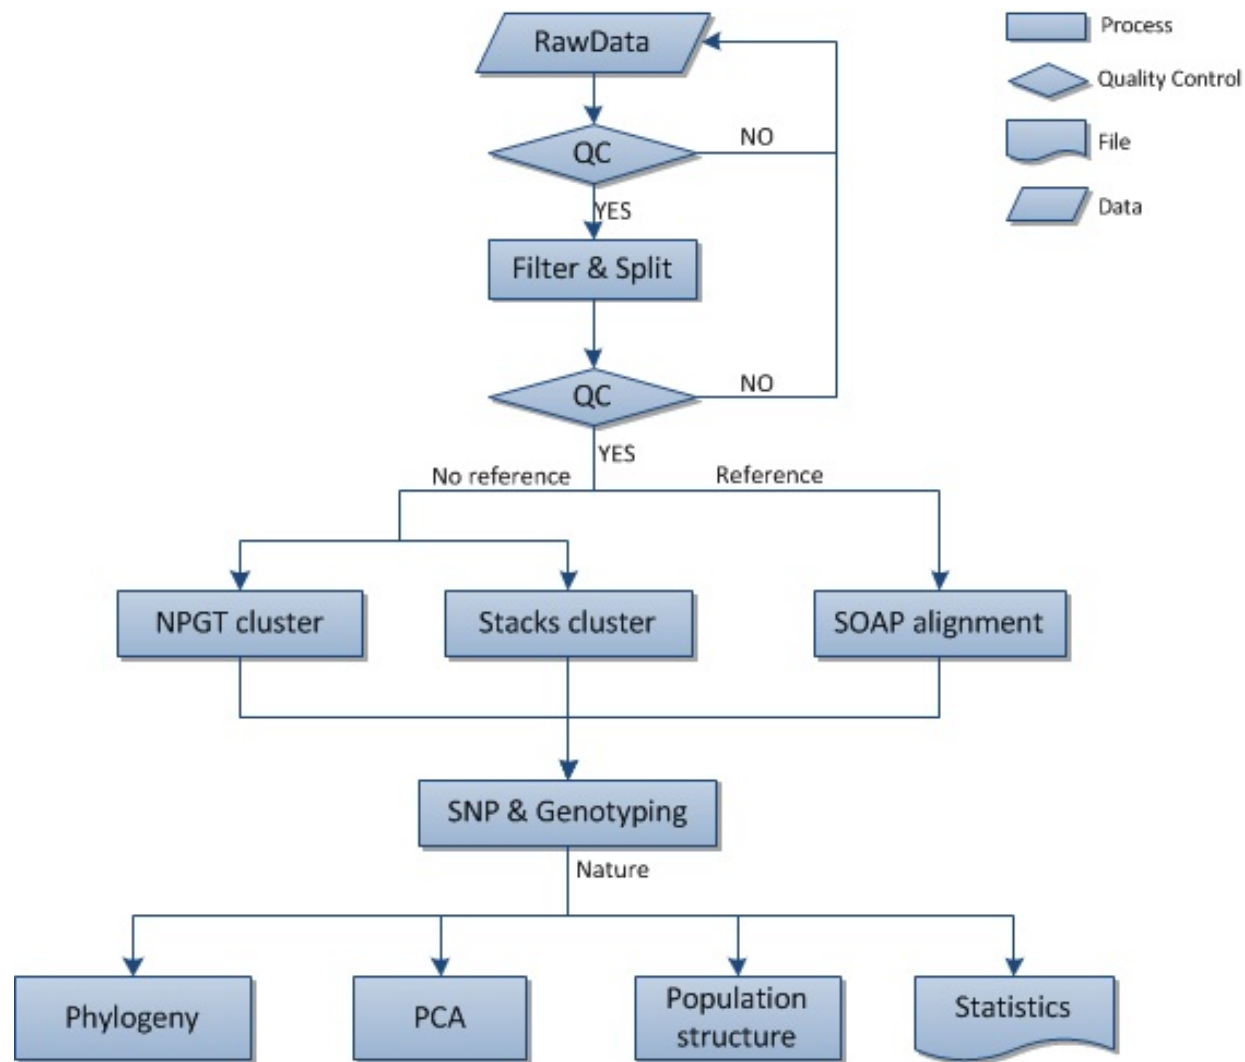 RawData
Process
Quality Control
QC
NO
File
YES
Data
Filter & Split
QC
NO
YES
No reference
Reference
NPGT cluster
Stacks cluster
SOAP alignment
SNP & Genotyping
Nature
Phylogeny
PCA
Population
structure
Statistics